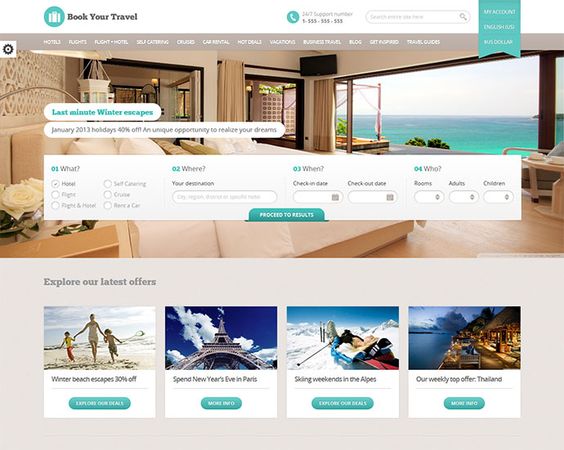 Book Your Travel
24/7 Support number
1- 555 - 555 - 555
Search entire site here
MY ACCOUNT
ENGLISH (US)
$US DOLLAR
HOTELS FLIGHTS FLIGHT + HOTEL SELF CATERING CRUISES CAR RENTAL HOT DEALS VACATIONS BUSINESS TRAVEL BLOG GET INSPIRED TRAVEL GUIDES
Last minute Winter escapes
January 2013 holidays 40% off! An unique opportunity to realize your dreams
01 What?
Hotel
Self Catering
Flight
Cruise
Flight & Hotel
Rent a Car
02 Where?
Your destination
City, region, district or specific hotel
03 When?
Check-in date
Check-out date
04 Who?
Rooms
Adults
Children
PROCEED TO RESULTS
Explore our latest offers
Winter beach escapes 30% off
EXPLORE OUR DEALS
Spend New Year's Eve in Paris
MORE INFO
Skiing weekends in the Alpes
EXPLORE OUR DEALS
Our weekly top offer: Thailand
MORE INFO